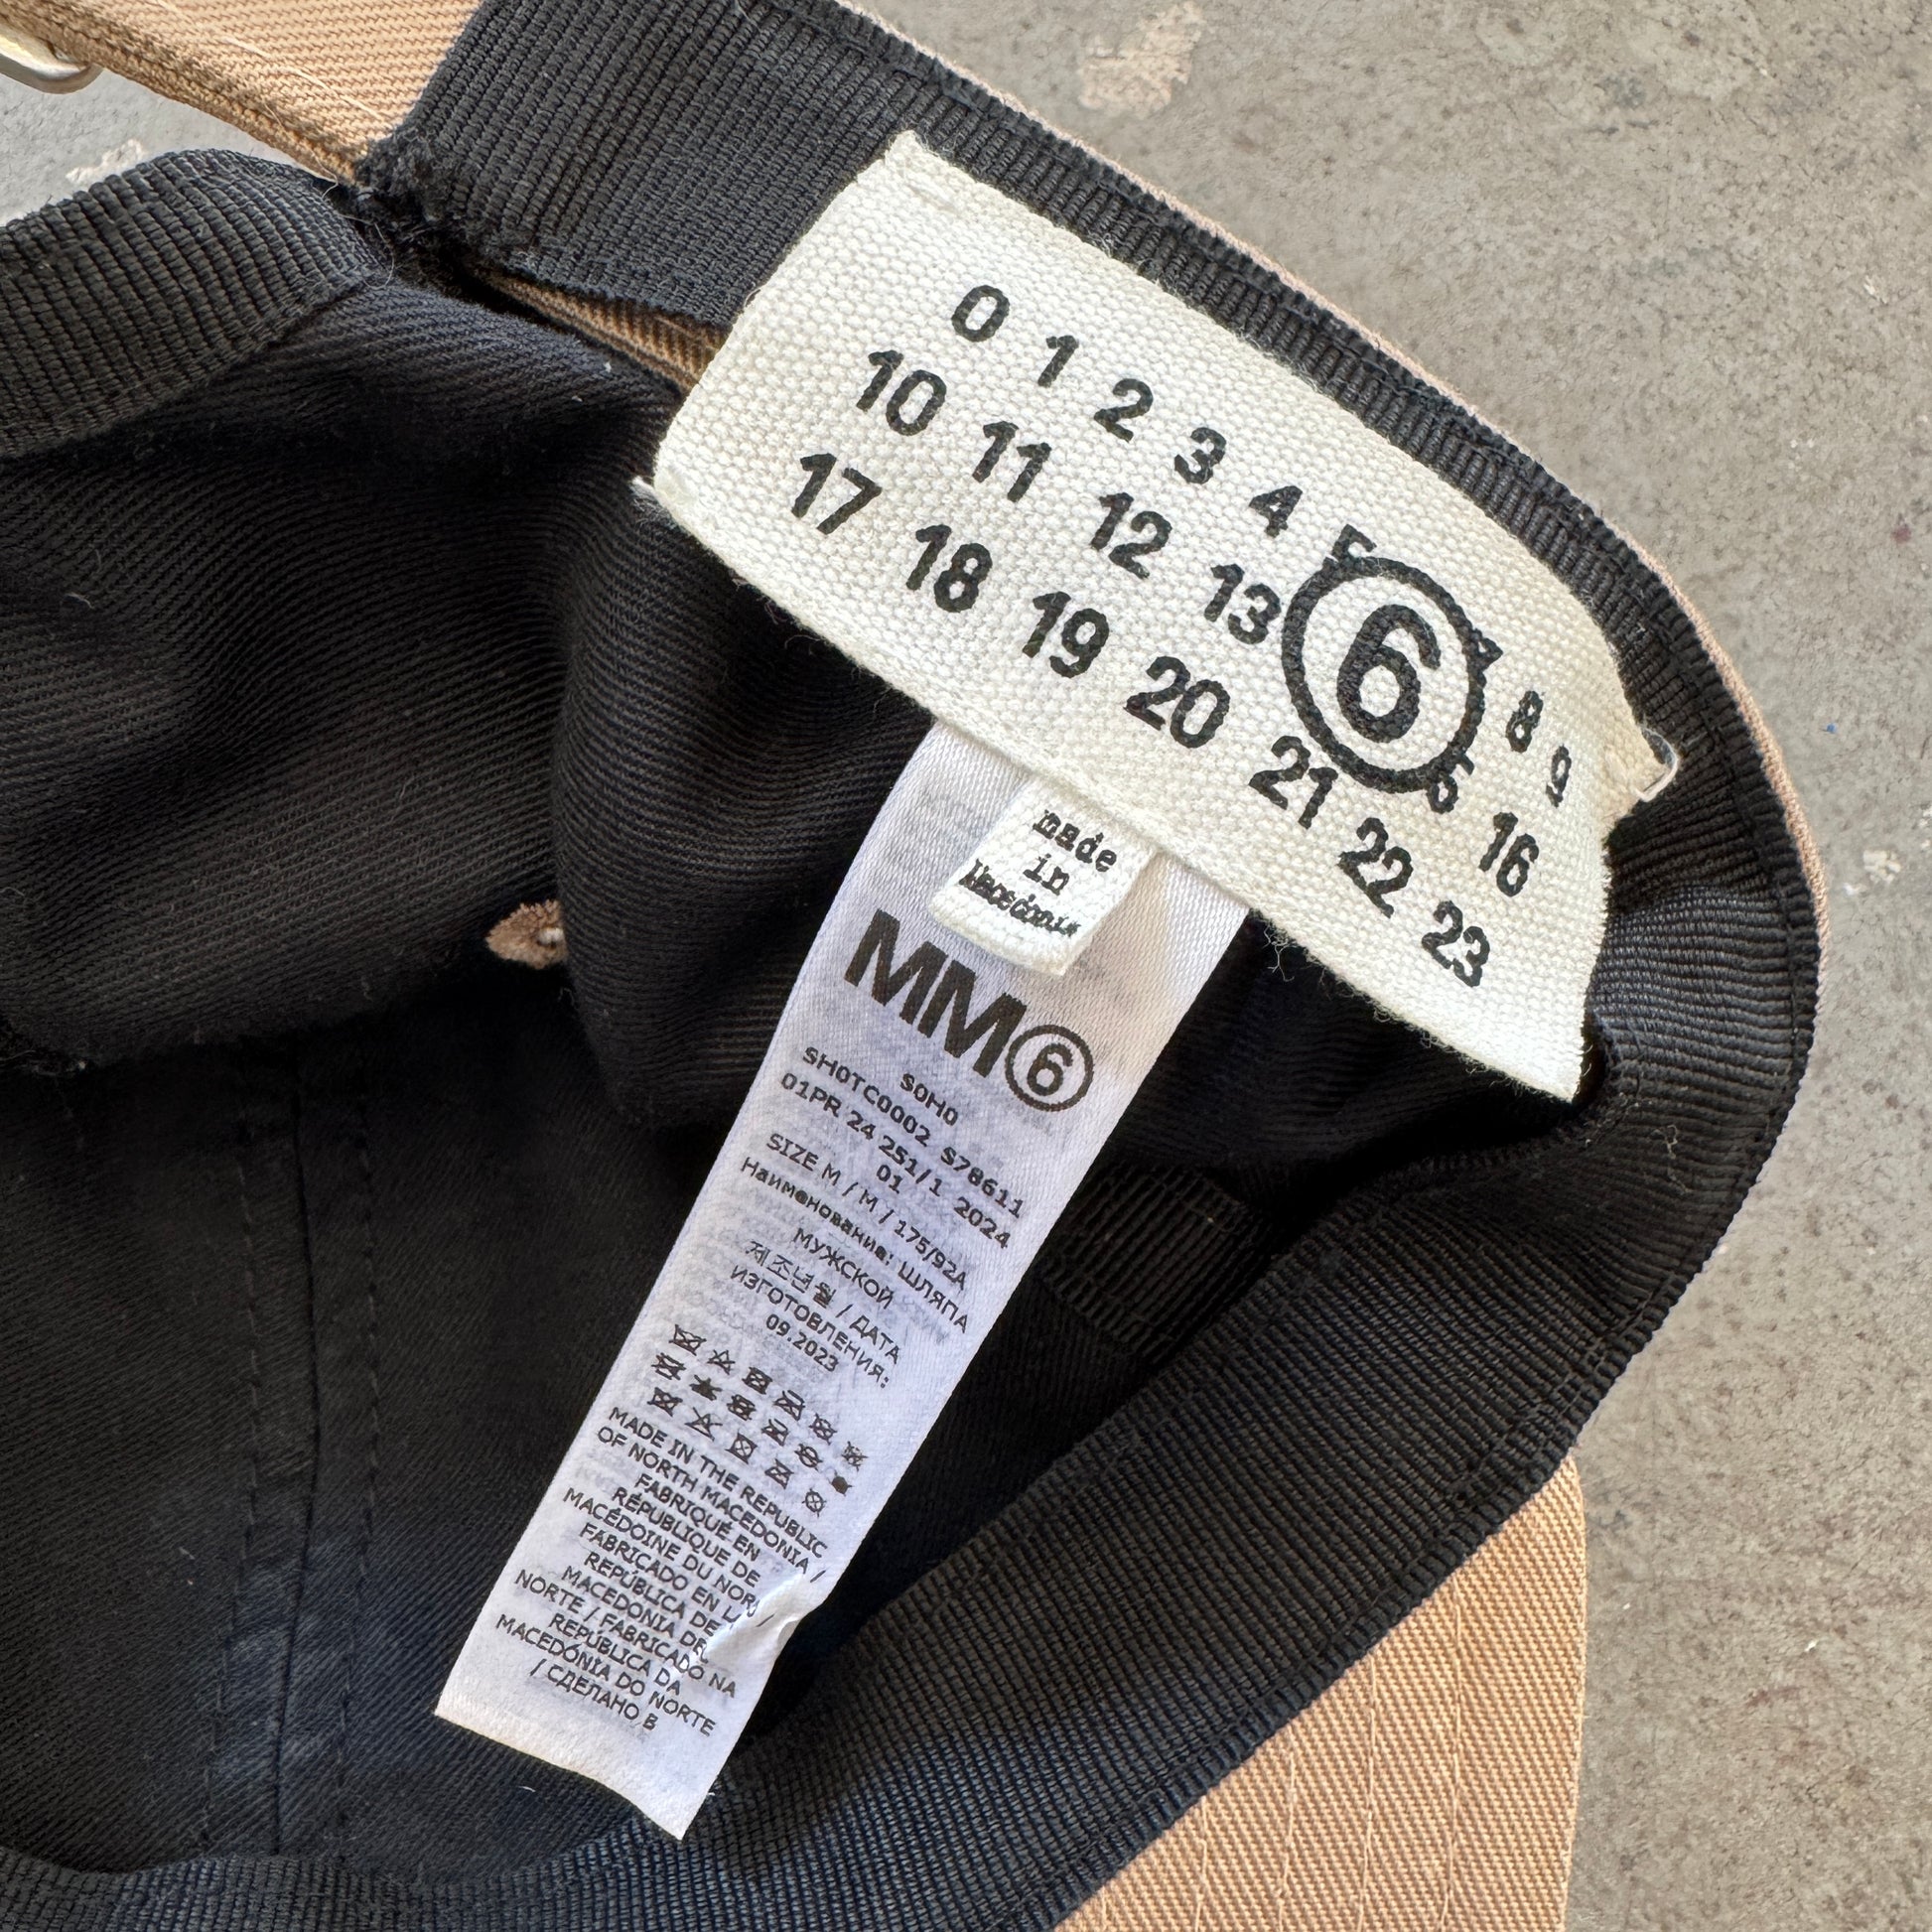 0 1 2 3 4 5 6 7 8 9
10 11 12 13 5 16
17 18 19 20 21 22 23
made
in
Macedonia
MM6
SOHO
SH0TC0002 S78611
01PR 24 251/1 2024
01
SIZE M / M / 175/92A
Наименование: ШЛЯПА
МУЖСКОЙ
제조년월 / ДАТА
ИЗГОТОВЛЕНИЯ:
09.2023
MADE IN THE REPUBLIC
OF NORTH MACEDONIA /
FABRIQUÉ EN
RÉPUBLIQUE DE
MACÉDOINE DU NORD /
FABRICADO EN LA
REPÚBLICA DE
MACEDONIA DEL
NORTE / FABRICADO NA
REPÚBLICA DA
MACEDÓNIA DO NORTE
/ СДЕЛАНО В